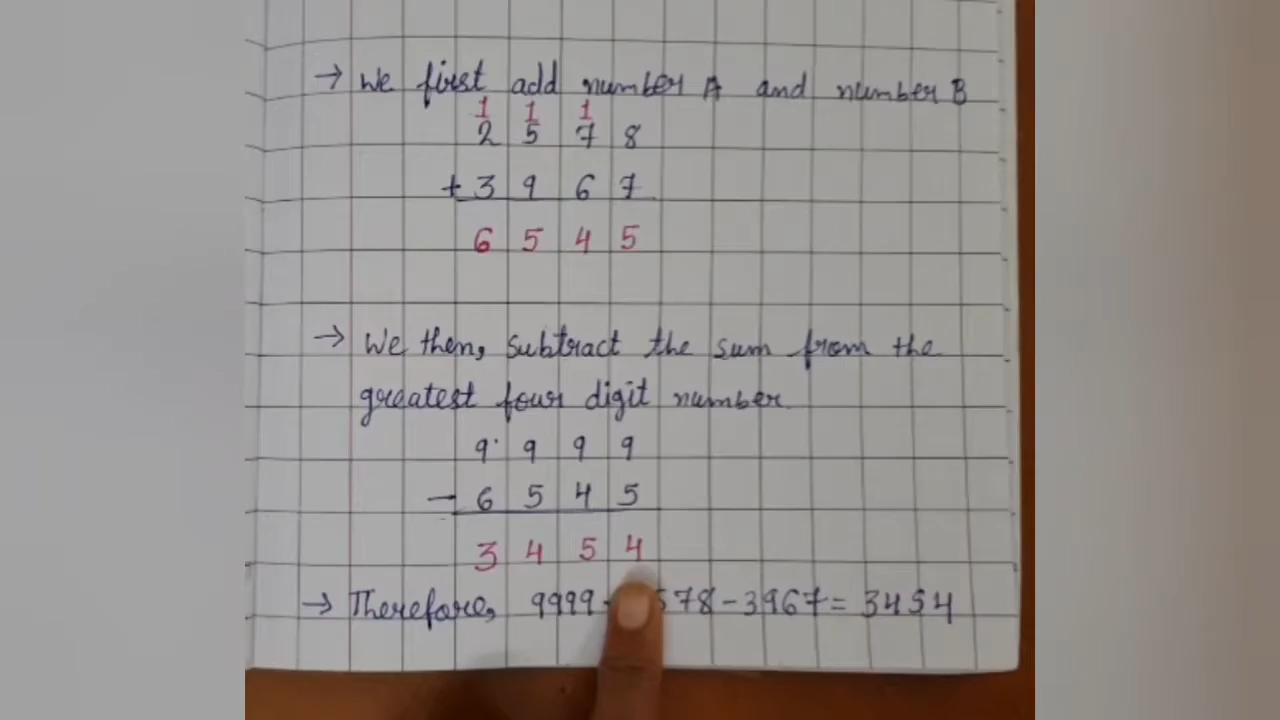 → We first add number A and number B
1 1 1
2 5 7 8
+ 3 9 6 7
6 5 4 5
→ We then, subtract the sum from the
greatest four digit number.
9 9 9 9
- 6 5 4 5
3 4 5 4
→ Therefore, 9999 - 578 - 3967 = 3454